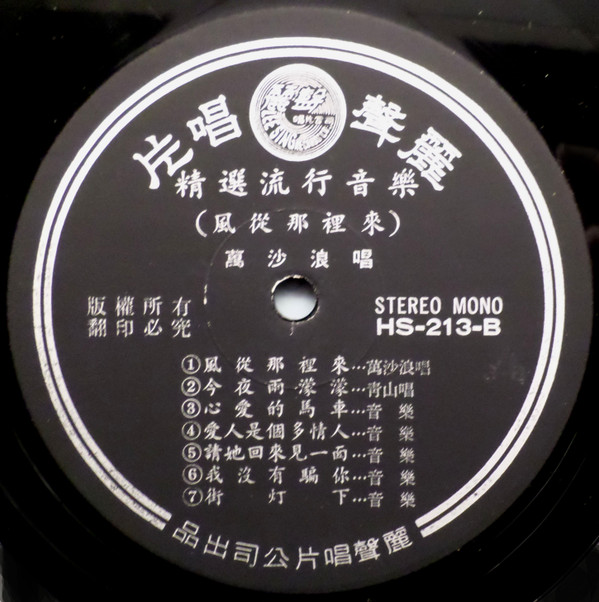 麗聲唱片
精選流行音樂
(風從那裡來)
萬沙浪唱
版權所有
翻印必究
STEREO MONO
HS-213-B
①風從那裡來…萬沙浪唱
②今夜雨濛濛…青山唱
③心愛的馬車…音樂
④愛人是個多情人…音樂
⑤請她回來見一面…音樂
⑥我沒有騙你…音樂
⑦街灯下…音樂
麗聲唱片公司出品